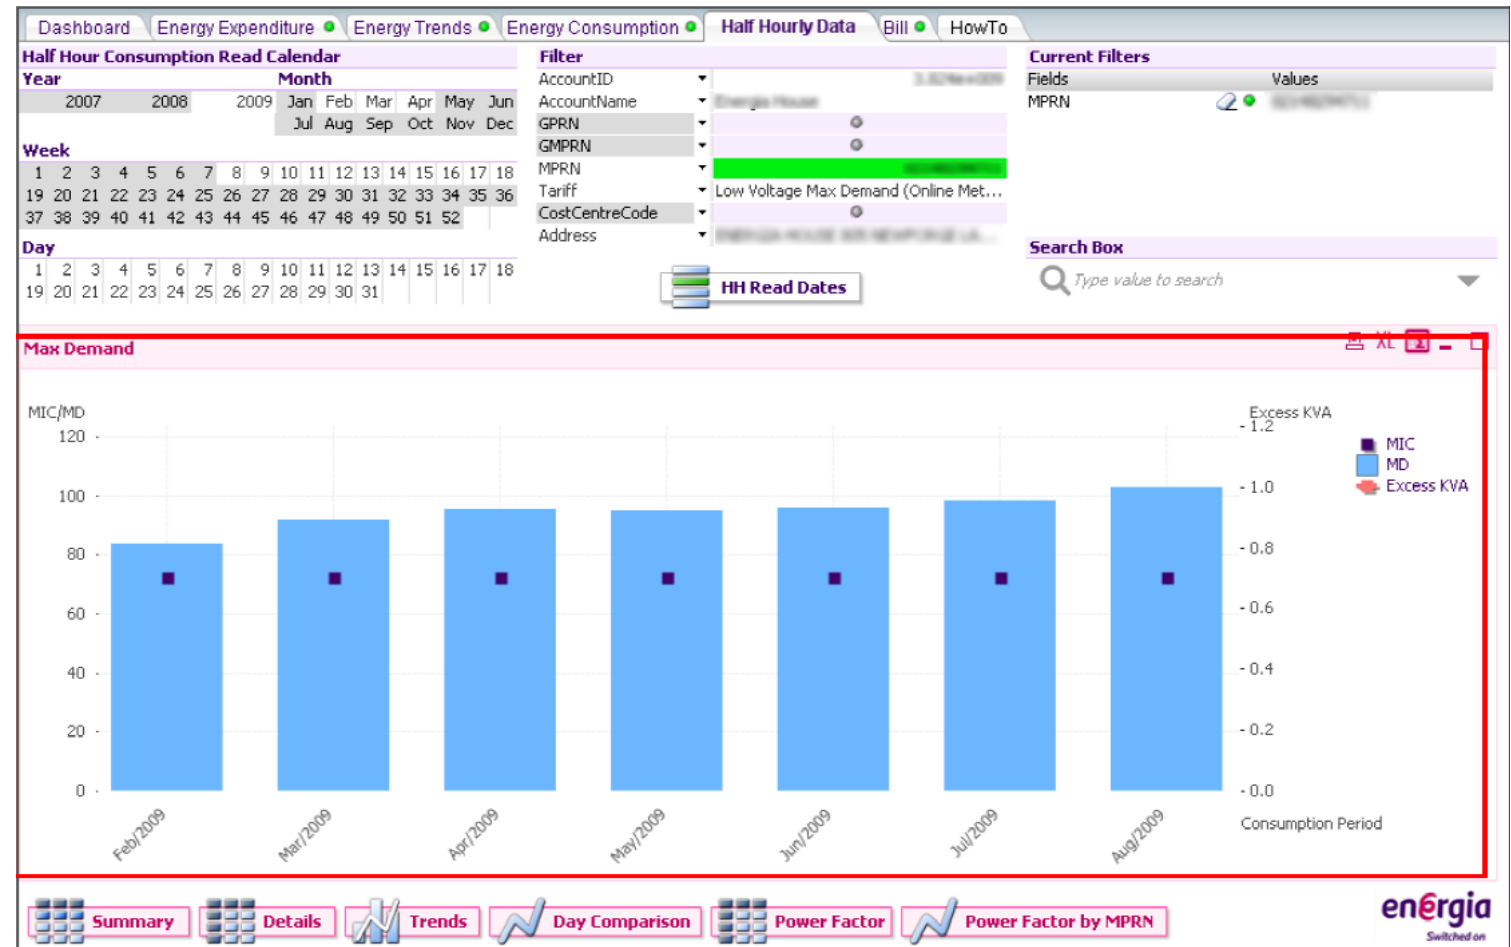 Dashboard Energy Expenditure Energy Trends Energy Consumption Half Hourly Data Bill HowTo
Half Hour Consumption Read Calendar
Year Month
2007 2008 2009 Jan Feb Mar Apr May Jun
Jul Aug Sep Oct Nov Dec
Week
1 2 3 4 5 6 7 8 9 10 11 12 13 14 15 16 17 18
19 20 21 22 23 24 25 26 27 28 29 30 31 32 33 34 35 36
37 38 39 40 41 42 43 44 45 46 47 48 49 50 51 52
Day
1 2 3 4 5 6 7 8 9 10 11 12 13 14 15 16 17 18
19 20 21 22 23 24 25 26 27 28 29 30 31
Filter
AccountID
AccountName Energia House
GPRN
GMPRN
MPRN
Tariff Low Voltage Max Demand (Online Met...
CostCentreCode
Address
HH Read Dates
Current Filters
Fields Values
MPRN
Search Box
Type value to search
Max Demand
XL
MIC/MD
120
100
80
60
40
20
0
Excess KVA
1.2
1.0
0.8
0.6
0.4
0.2
0.0
MIC
MD
Excess KVA
Feb/2009 Mar/2009 Apr/2009 May/2009 Jun/2009 Jul/2009 Aug/2009
Consumption Period
Summary Details Trends Day Comparison Power Factor Power Factor by MPRN
energia
Switched on